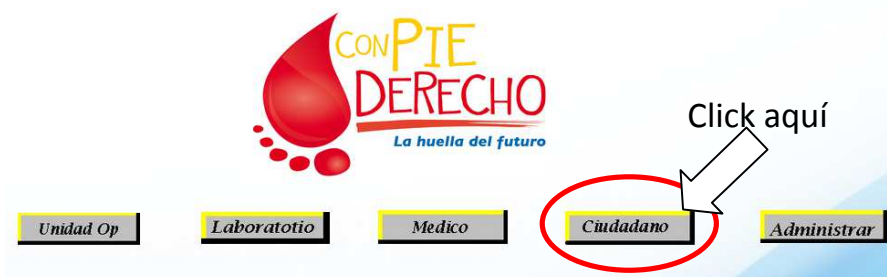 CON PIE
DERECHO
La huella del futuro
Click aquí
Unidad Op
Laboratotio
Medico
Ciudadano
Administrar